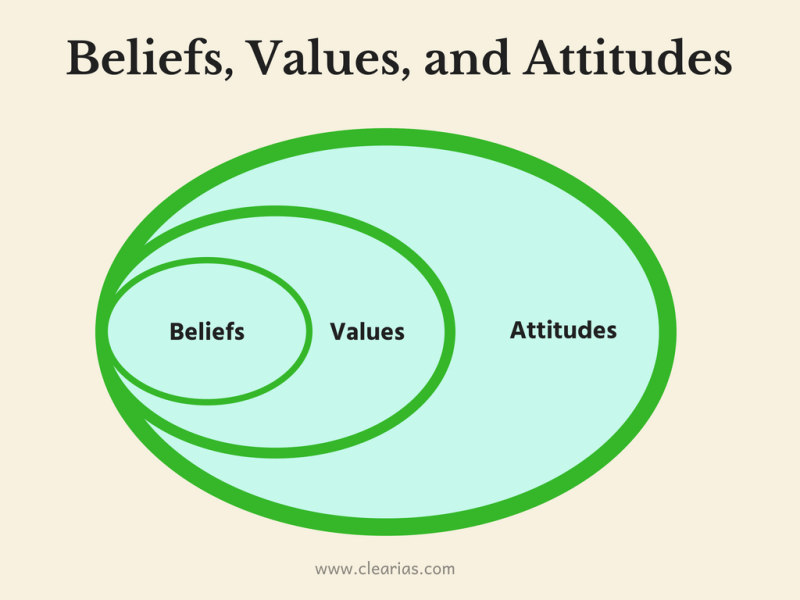 Beliefs, Values, and Attitudes
Beliefs
Values
Attitudes
www.clearias.com